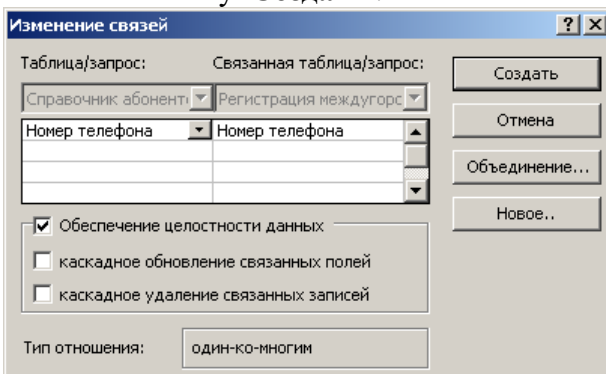 Изменение связей
Таблица/запрос: Связанная таблица/запрос:
Создать
Справочник абоненто Регистрация междугорс
Отмена
Номер телефона Номер телефона
Объединение...
Новое..
Обеспечение целостности данных
каскадное обновление связанных полей
каскадное удаление связанных записей
Тип отношения: один-ко-многим